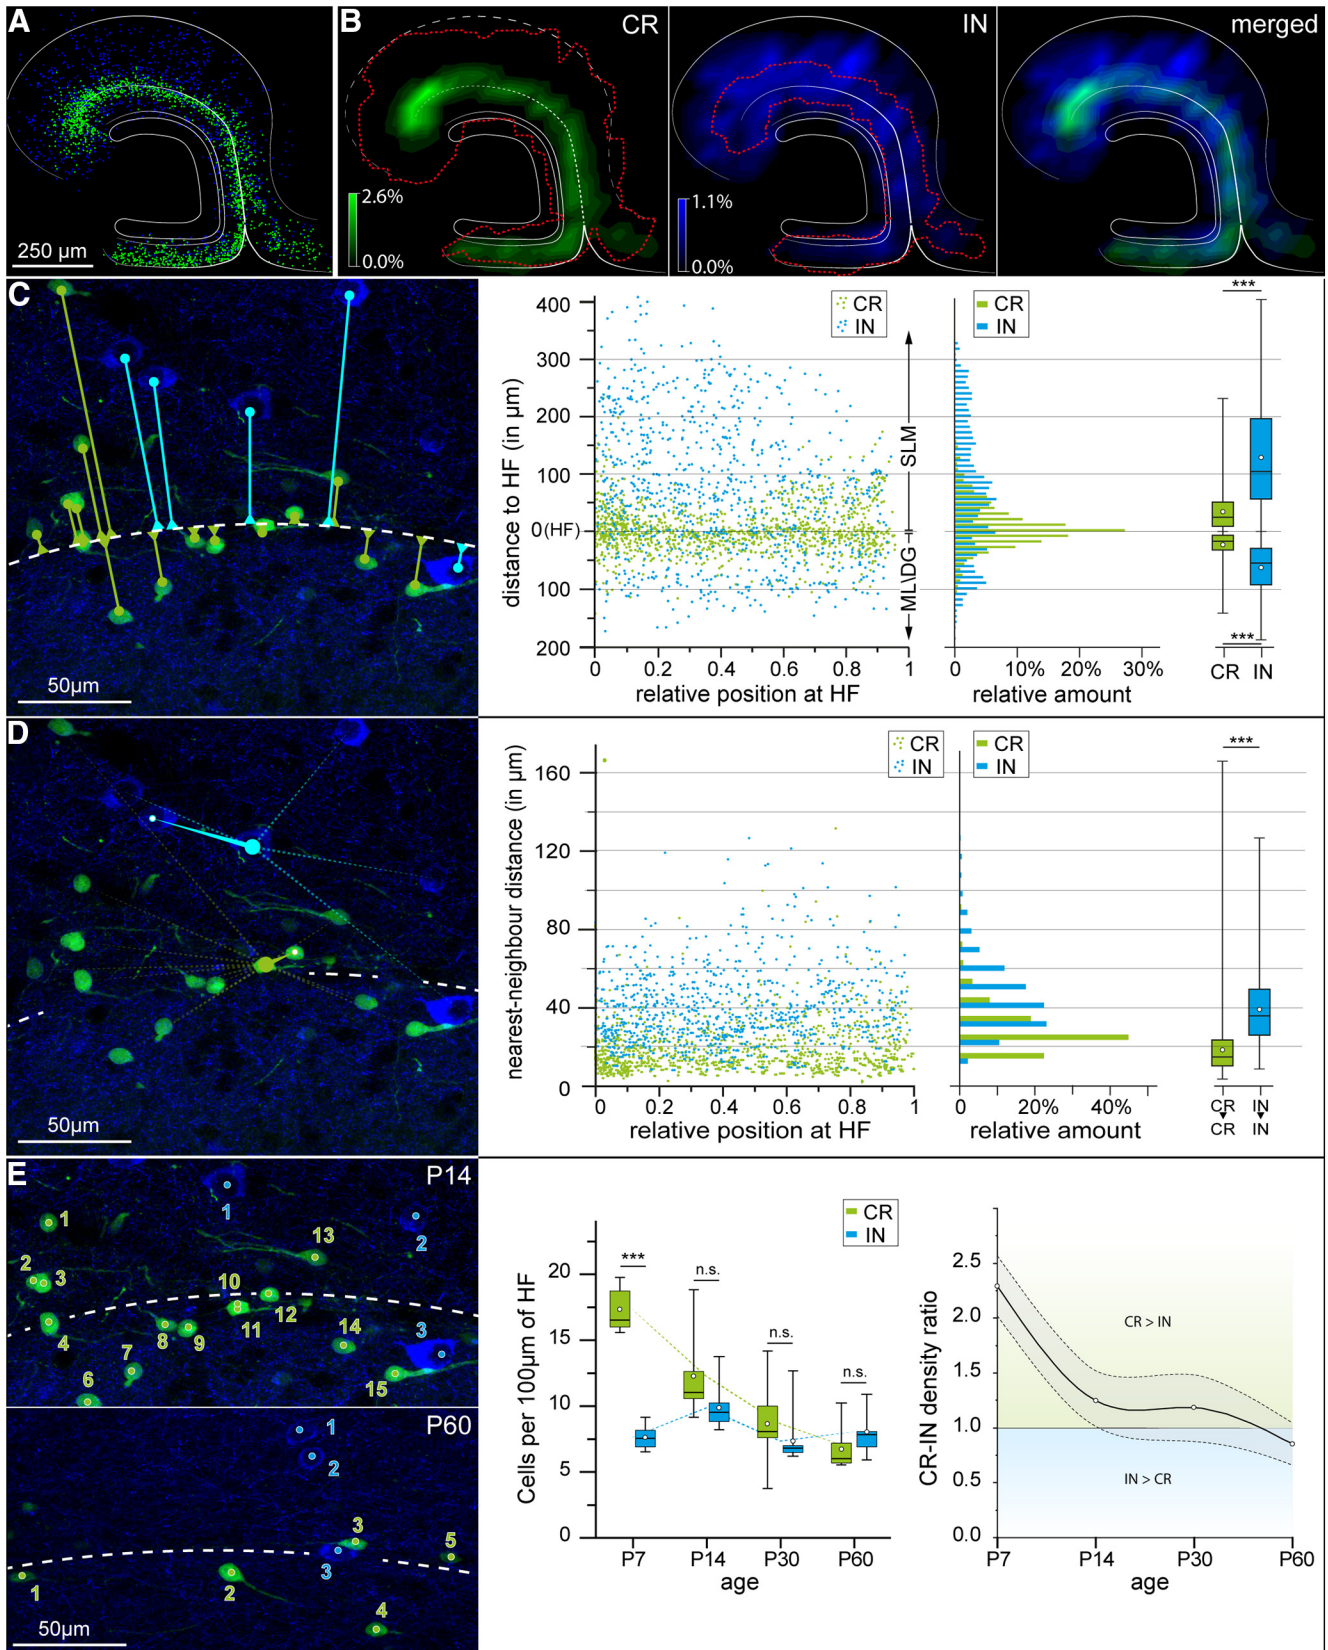 A
250 µm
B
CR
IN
merged
2.6%
0.0%
1.1%
0.0%
C
50µm
distance to HF (in µm)
400
300
200
100
0(HF)
100
200
CR
IN
SLM
ML\DG
0 0.2 0.4 0.6 0.8 1
relative position at HF
CR
IN
0 10% 20% 30%
relative amount
***
***
CR IN
D
50µm
nearest-neighbour distance (in µm)
160
120
80
40
0
CR
IN
0 0.2 0.4 0.6 0.8 1
relative position at HF
CR
IN
0 20% 40%
relative amount
***
CR IN
CR IN
E
P14
1
1
2
2
3
13
10
12
11
4
8
9
14
3
7
6
15
P60
1
2
3
3
5
1
2
4
50µm
Cells per 100µm of HF
20
15
10
5
0
CR
IN
***
n.s.
n.s.
n.s.
P7 P14 P30 P60
age
CR-IN density ratio
2.5
2.0
1.5
1.0
0.5
0.0
CR > IN
IN > CR
P7 P14 P30 P60
age